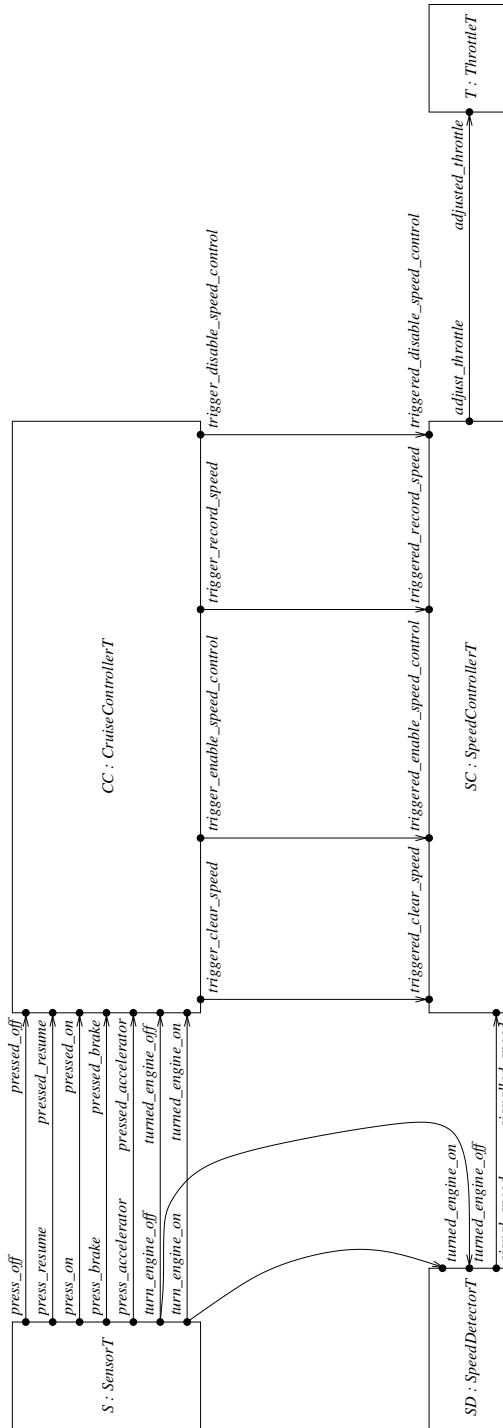 S : SensorT
press_off
press_resume
press_on
press_brake
press_accelerator
turn_engine_off
turn_engine_on
pressed_off
pressed_resume
pressed_on
pressed_brake
pressed_accelerator
turned_engine_off
turned_engine_on
CC : CruiseControllerT
trigger_clear_speed
trigger_enable_speed_control
trigger_record_speed
trigger_disable_speed_control
triggered_clear_speed
triggered_enable_speed_control
triggered_record_speed
triggered_disable_speed_control
SD : SpeedDetectorT
turned_engine_on
turned_engine_off
SC : SpeedControllerT
adjust_throttle
adjusted_throttle
T : ThrottleT